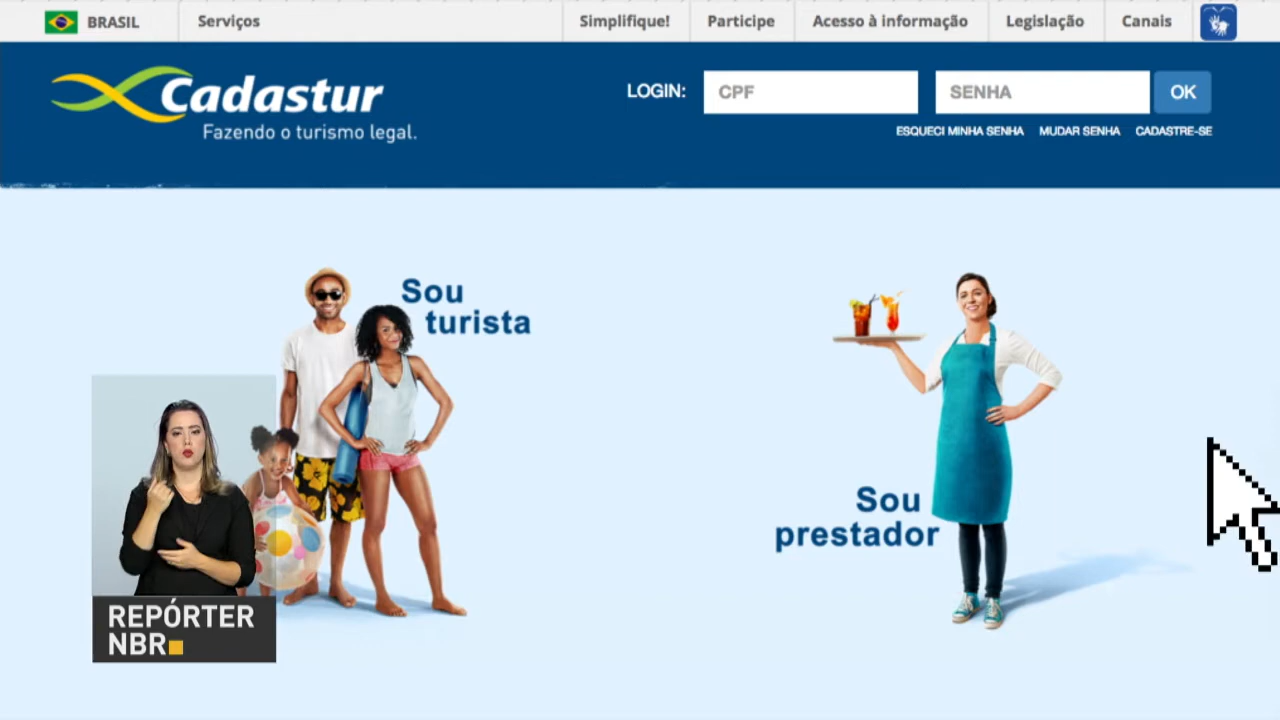 BRASIL
Serviços
Simplifique!
Participe
Acesso à informação
Legislação
Canais
Cadastur
Fazendo o turismo legal.
LOGIN:
CPF
SENHA
OK
ESQUECI MINHA SENHA
MUDAR SENHA
CADASTRE-SE
Sou
turista
Sou
prestador
REPÓRTER
NBR